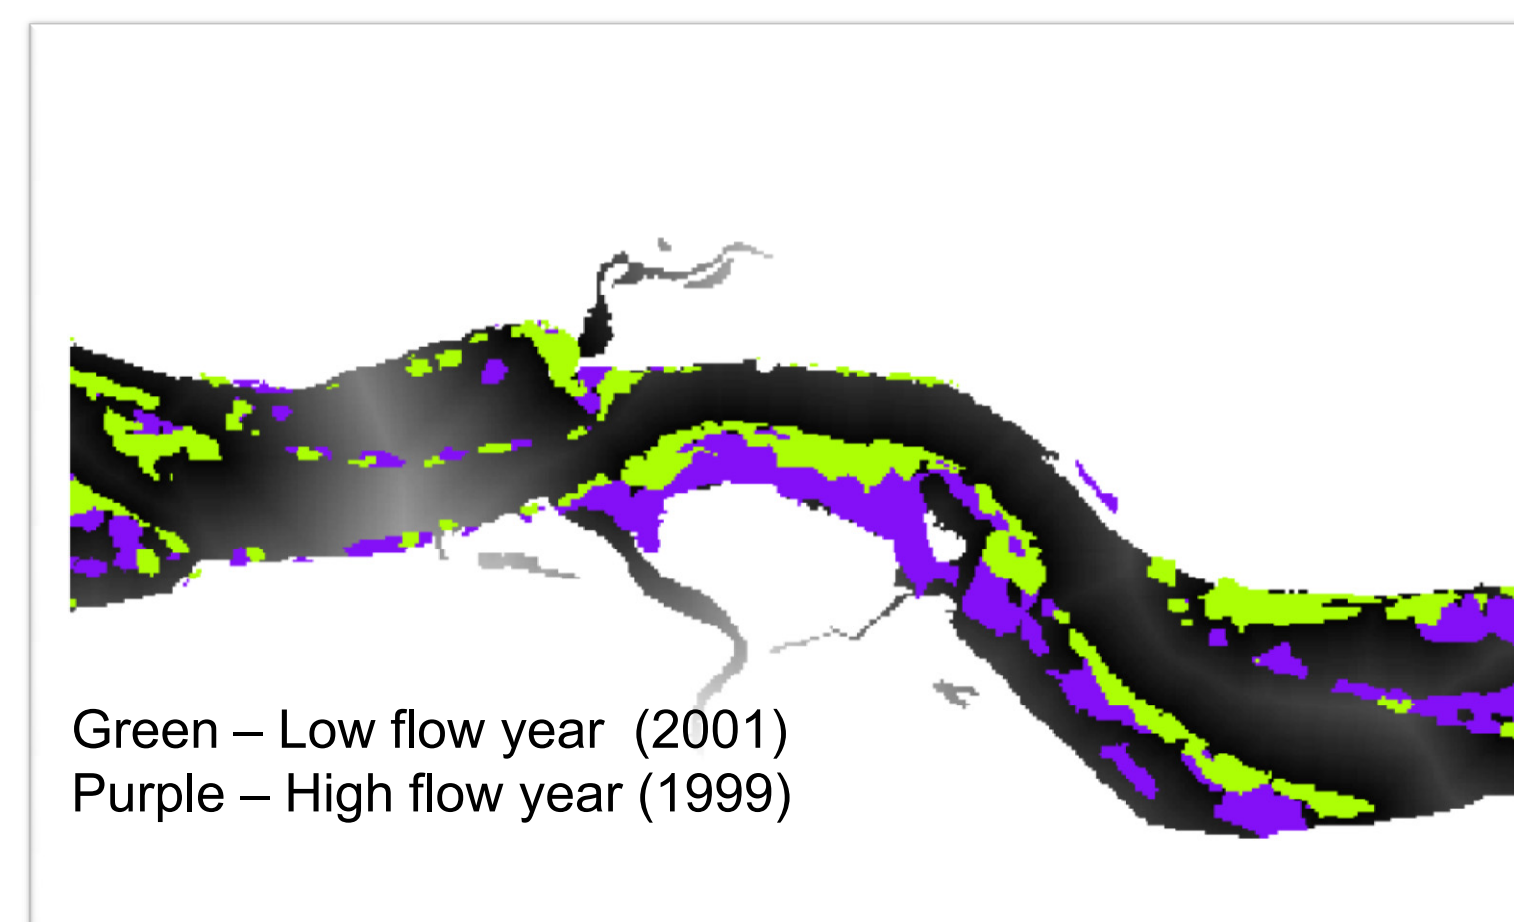 Green – Low flow year (2001)
Purple – High flow year (1999)